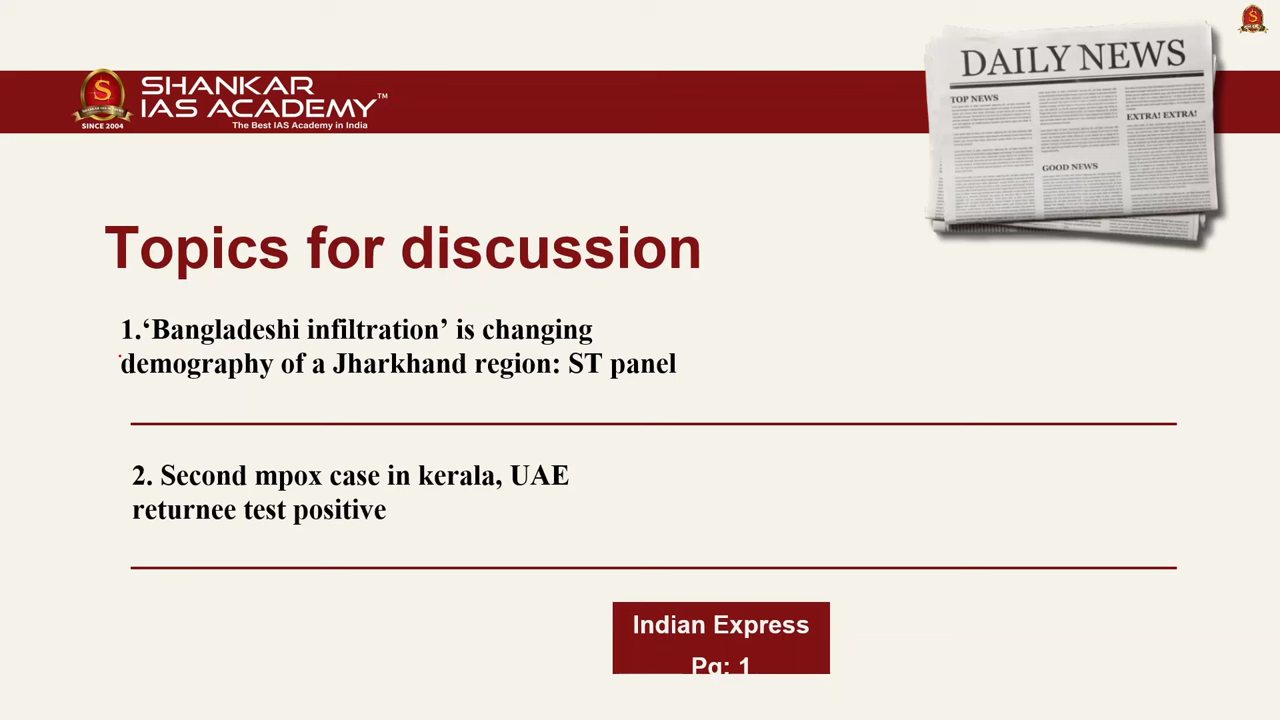 SHANKAR
IAS ACADEMY™
The Best IAS Academy in India
SINCE 2004
DAILY NEWS
TOP NEWS
EXTRA! EXTRA!
GOOD NEWS
Topics for discussion
1.‘Bangladeshi infiltration’ is changing
demography of a Jharkhand region: ST panel
2. Second mpox case in kerala, UAE
returnee test positive
Indian Express
Pg: 1